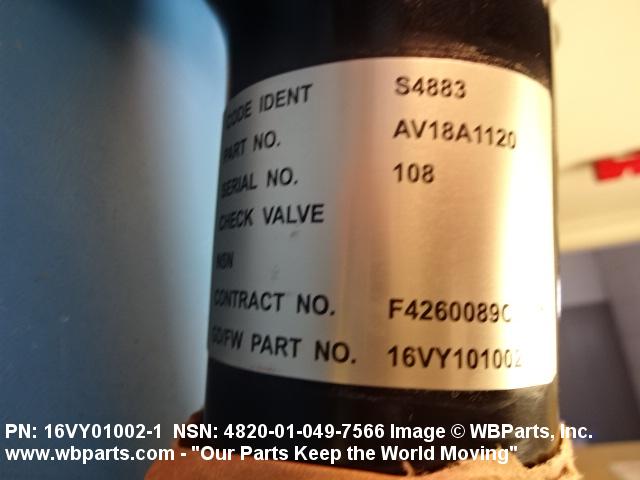 CODE IDENT S4883
PART NO. AV18A1120
SERIAL NO. 108
CHECK VALVE
NSN
CONTRACT NO. F4260089C
GD/FW PART NO. 16VY101002
PN: 16VY01002-1 NSN: 4820-01-049-7566 Image © WBParts, Inc.
www.wbparts.com - "Our Parts Keep the World Moving"